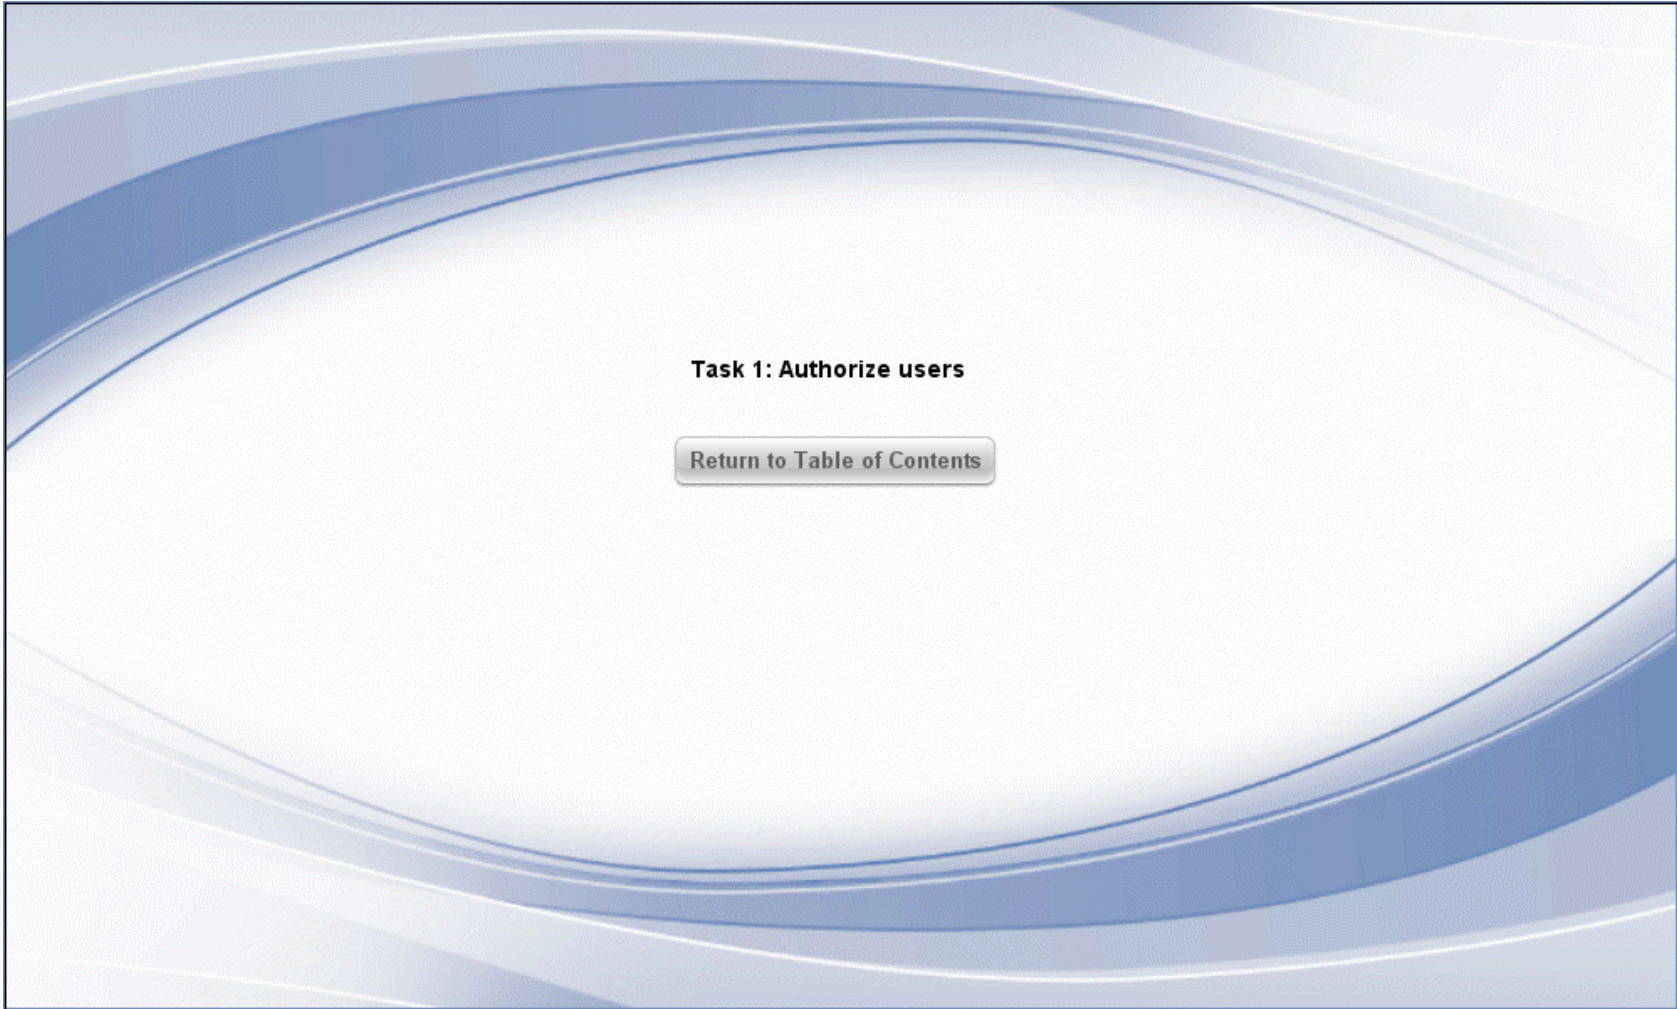 Task 1: Authorize users
Return to Table of Contents